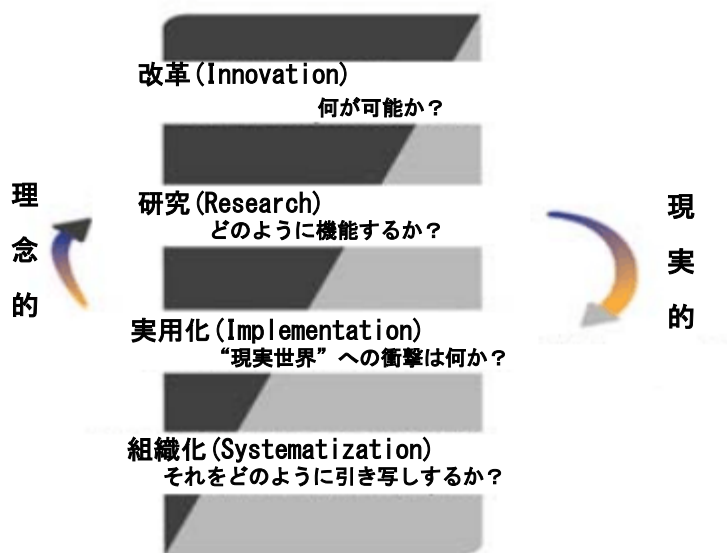 改革(Innovation)
何が可能か？
研究(Research)
どのように機能するか？
理念的
現実的
実用化(Implementation)
“現実世界”への衝撃は何か？
組織化(Systematization)
それをどのように引き写しするか？